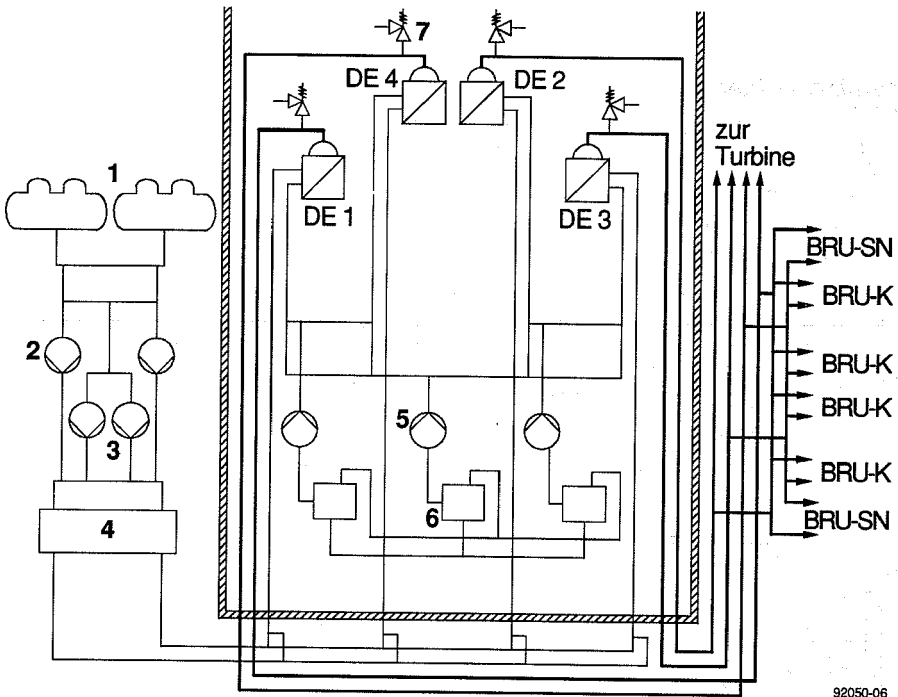 7
DE 4
DE 2
zur
Turbine
1
DE 1
DE 3
BRU-SN
BRU-K
2
BRU-K
BRU-K
5
3
BRU-K
6
4
BRU-SN
92050-06